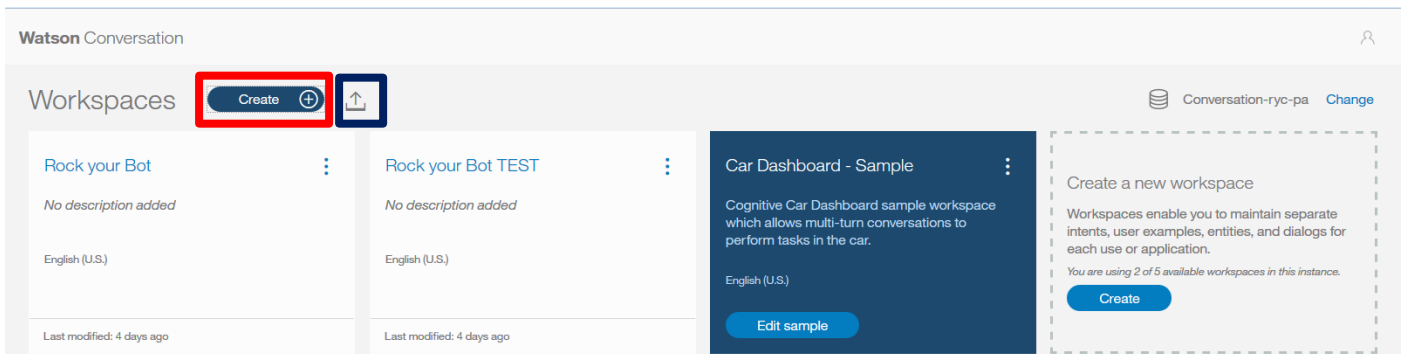 Watson Conversation
Workspaces
Create
Conversation-ryc-pa Change
Rock your Bot
No description added
English (U.S.)
Last modified: 4 days ago
Rock your Bot TEST
No description added
English (U.S.)
Last modified: 4 days ago
Car Dashboard - Sample
Cognitive Car Dashboard sample workspace
which allows multi-turn conversations to
perform tasks in the car.
English (U.S.)
Edit sample
Create a new workspace
Workspaces enable you to maintain separate
intents, user examples, entities, and dialogs for
each use or application.
You are using 2 of 5 available workspaces in this instance.
Create